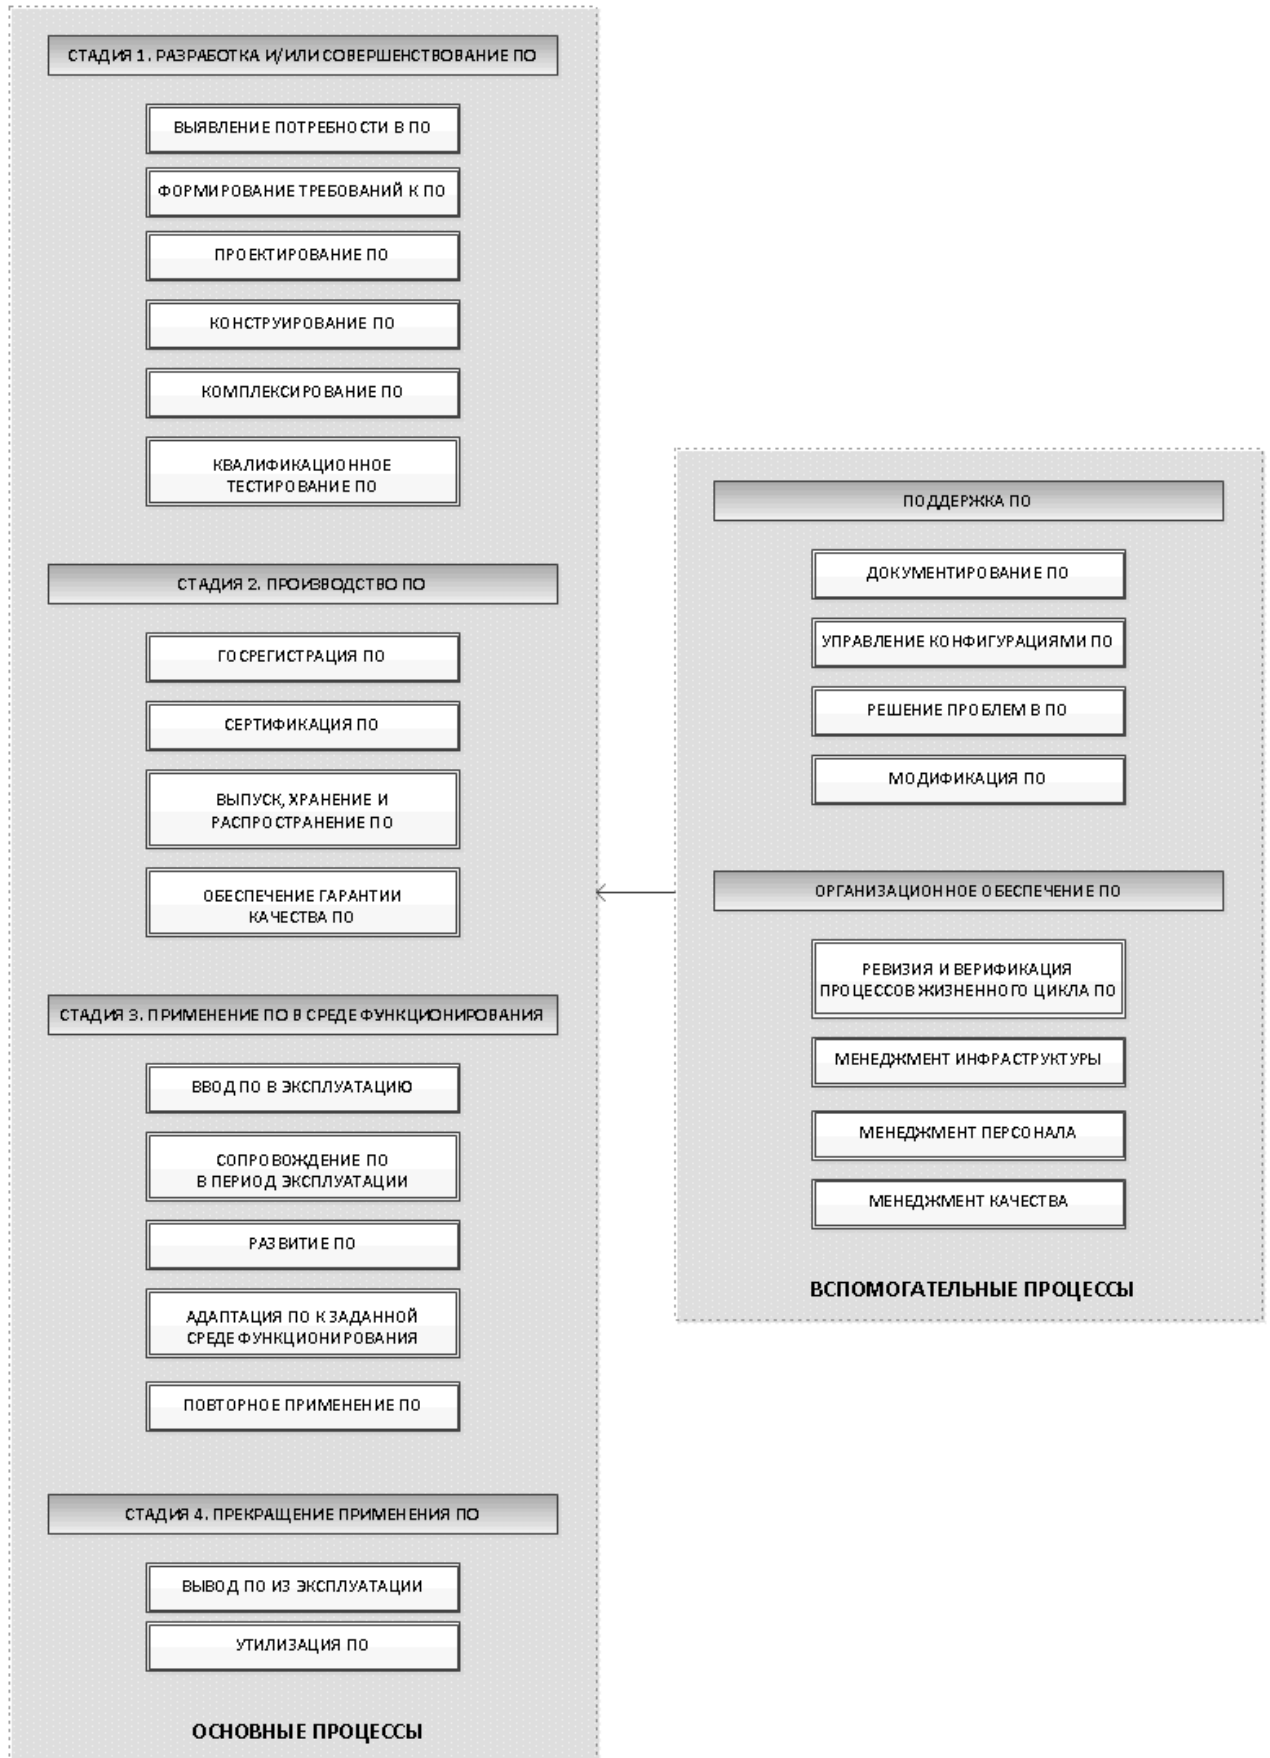 СТАДИЯ 1. РАЗРАБОТКА И/ИЛИ СОВЕРШЕНСТВОВАНИЕ ПО
ВЫЯВЛЕНИЕ ПОТРЕБНОСТИ В ПО
ФОРМИРОВАНИЕ ТРЕБОВАНИЙ К ПО
ПРОЕКТИРОВАНИЕ ПО
КОНСТРУИРОВАНИЕ ПО
КОМПЛЕКСИРОВАНИЕ ПО
КВАЛИФИКАЦИОННОЕ
ТЕСТИРОВАНИЕ ПО
СТАДИЯ 2. ПРОИЗВОДСТВО ПО
ГОСРЕГИСТРАЦИЯ ПО
СЕРТИФИКАЦИЯ ПО
ВЫПУСК, ХРАНЕНИЕ И
РАСПРОСТРАНЕНИЕ ПО
ОБЕСПЕЧЕНИЕ ГАРАНТИИ
КАЧЕСТВА ПО
СТАДИЯ 3. ПРИМЕНЕНИЕ ПО В СРЕДЕ ФУНКЦИОНИРОВАНИЯ
ВВОД ПО В ЭКСПЛУАТАЦИЮ
СОПРОВОЖДЕНИЕ ПО
В ПЕРИОД ЭКСПЛУАТАЦИИ
РАЗВИТИЕ ПО
АДАПТАЦИЯ ПО К ЗАДАННОЙ
СРЕДЕ ФУНКЦИОНИРОВАНИЯ
ПОВТОРНОЕ ПРИМЕНЕНИЕ ПО
СТАДИЯ 4. ПРЕКРАЩЕНИЕ ПРИМЕНЕНИЯ ПО
ВЫВОД ПО ИЗ ЭКСПЛУАТАЦИИ
УТИЛИЗАЦИЯ ПО
ОСНОВНЫЕ ПРОЦЕССЫ
ПОДДЕРЖКА ПО
ДОКУМЕНТИРОВАНИЕ ПО
УПРАВЛЕНИЕ КОНФИГУРАЦИЯМИ ПО
РЕШЕНИЕ ПРОБЛЕМ В ПО
МОДИФИКАЦИЯ ПО
ОРГАНИЗАЦИОННОЕ ОБЕСПЕЧЕНИЕ ПО
РЕВИЗИЯ И ВЕРИФИКАЦИЯ
ПРОЦЕССОВ ЖИЗНЕННОГО ЦИКЛА ПО
МЕНЕДЖМЕНТ ИНФРАСТРУКТУРЫ
МЕНЕДЖМЕНТ ПЕРСОНАЛА
МЕНЕДЖМЕНТ КАЧЕСТВА
ВСПОМОГАТЕЛЬНЫЕ ПРОЦЕССЫ